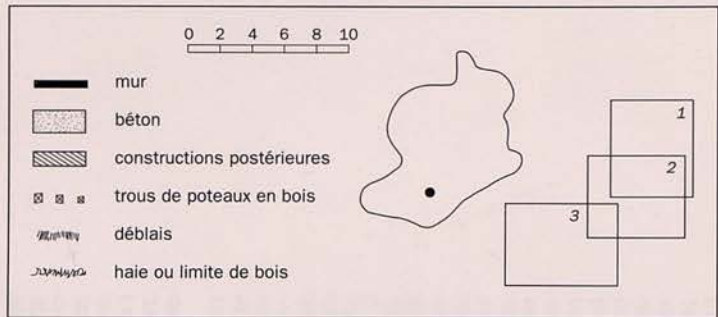 0 2 4 6 8 10
mur
béton
constructions postérieures
trous de poteaux en bois
déblais
haie ou limite de bois
1
2
3